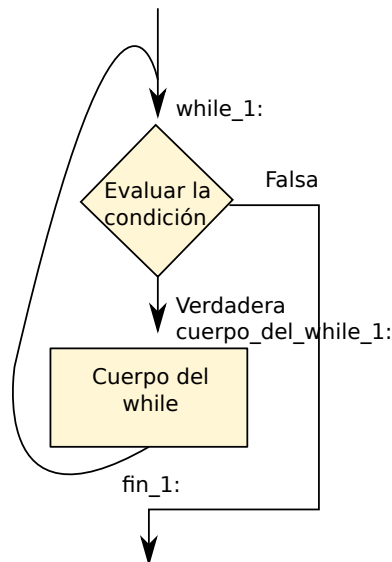 while_1:
Evaluar la
condición
Falsa
Verdadera
cuerpo_del_while_1:
Cuerpo del
while
fin_1: